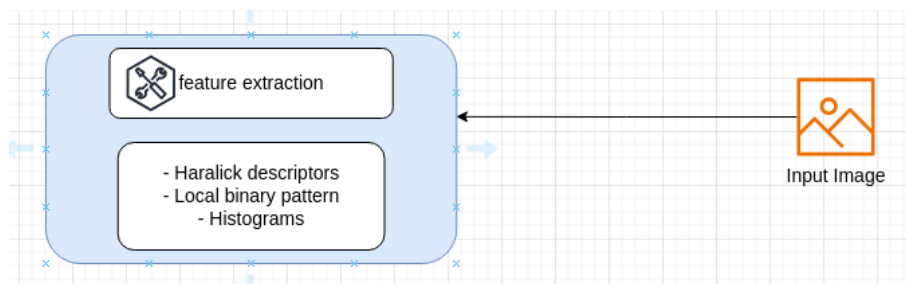 feature extraction
- Haralick descriptors
- Local binary pattern
- Histograms
Input Image